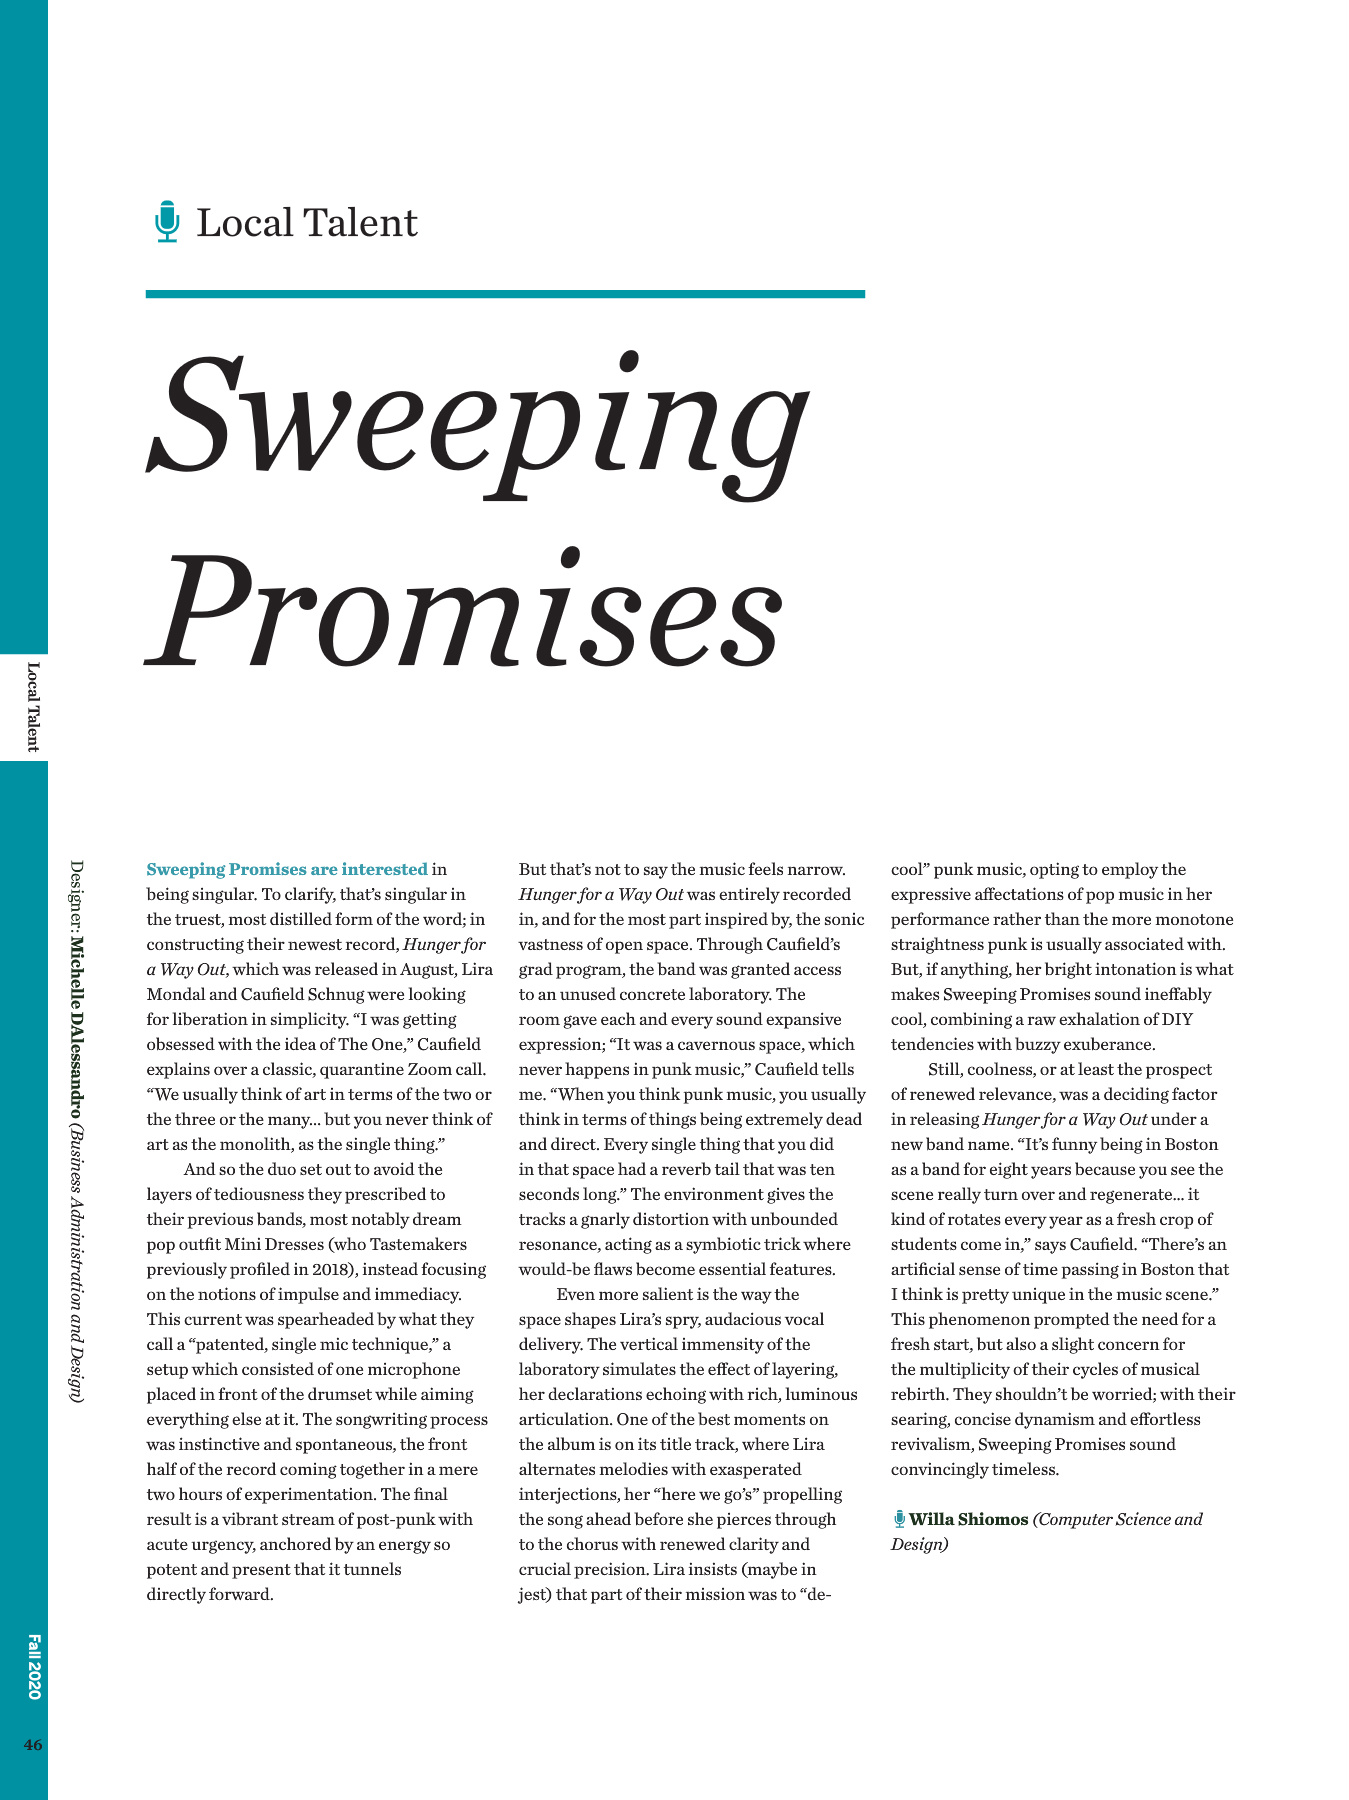 Local Talent
Sweeping
Promises
Sweeping Promises are interested in
being singular. To clarify, that’s singular in
the truest, most distilled form of the word; in
constructing their newest record, Hunger for
a Way Out, which was released in August, Lira
Mondal and Caufield Schnug were looking
for liberation in simplicity. “I was getting
obsessed with the idea of The One,” Caufield
explains over a classic, quarantine Zoom call.
“We usually think of art in terms of the two or
the three or the many... but you never think of
art as the monolith, as the single thing.”
And so the duo set out to avoid the
layers of tediousness they prescribed to
their previous bands, most notably dream
pop outfit Mini Dresses (who Tastemakers
previously profiled in 2018), instead focusing
on the notions of impulse and immediacy.
This current was spearheaded by what they
call a “patented, single mic technique,” a
setup which consisted of one microphone
placed in front of the drumset while aiming
everything else at it. The songwriting process
was instinctive and spontaneous, the front
half of the record coming together in a mere
two hours of experimentation. The final
result is a vibrant stream of post-punk with
acute urgency, anchored by an energy so
potent and present that it tunnels
directly forward.
But that’s not to say the music feels narrow.
Hunger for a Way Out was entirely recorded
in, and for the most part inspired by, the sonic
vastness of open space. Through Caufield’s
grad program, the band was granted access
to an unused concrete laboratory. The
room gave each and every sound expansive
expression; “It was a cavernous space, which
never happens in punk music,” Caufield tells
me. “When you think punk music, you usually
think in terms of things being extremely dead
and direct. Every single thing that you did
in that space had a reverb tail that was ten
seconds long.” The environment gives the
tracks a gnarly distortion with unbounded
resonance, acting as a symbiotic trick where
would-be flaws become essential features.
Even more salient is the way the
space shapes Lira’s spry, audacious vocal
delivery. The vertical immensity of the
laboratory simulates the effect of layering,
her declarations echoing with rich, luminous
articulation. One of the best moments on
the album is on its title track, where Lira
alternates melodies with exasperated
interjections, her “here we go’s” propelling
the song ahead before she pierces through
to the chorus with renewed clarity and
crucial precision. Lira insists (maybe in
jest) that part of their mission was to “de-
cool” punk music, opting to employ the
expressive affectations of pop music in her
performance rather than the more monotone
straightness punk is usually associated with.
But, if anything, her bright intonation is what
makes Sweeping Promises sound ineffably
cool, combining a raw exhalation of DIY
tendencies with buzzy exuberance.
Still, coolness, or at least the prospect
of renewed relevance, was a deciding factor
in releasing Hunger for a Way Out under a
new band name. “It’s funny being in Boston
as a band for eight years because you see the
scene really turn over and regenerate... it
kind of rotates every year as a fresh crop of
students come in,” says Caufield. “There’s an
artificial sense of time passing in Boston that
I think is pretty unique in the music scene.”
This phenomenon prompted the need for a
fresh start, but also a slight concern for
the multiplicity of their cycles of musical
rebirth. They shouldn’t be worried; with their
searing, concise dynamism and effortless
revivalism, Sweeping Promises sound
convincingly timeless.
Willa Shiomos (Computer Science and
Design)
Local Talent
Designer: Michelle DAlessandro (Business Administration and Design)
Fall 2020
46